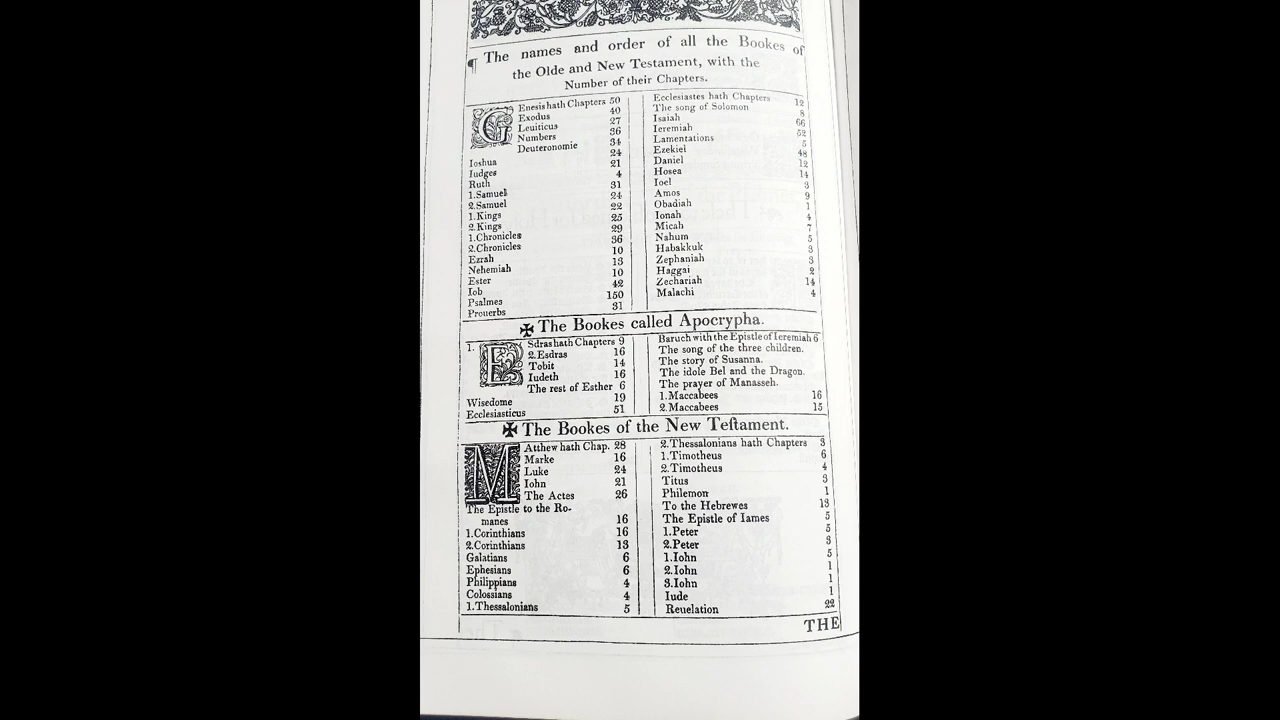 ¶ The names and order of all the Bookes of
the Olde and New Testament, with the
Number of their Chapters.
GEnesis hath Chapters 50
Exodus 40
Leuiticus 27
Numbers 36
Deuteronomie 34
Ioshua 24
Iudges 21
Ruth 4
1.Samuel 31
2.Samuel 24
1.Kings 22
2.Kings 25
1.Chronicles 29
2.Chronicles 36
Ezrah 10
Nehemiah 13
Ester 10
Iob 42
Psalmes 150
Prouerbs 31
Ecclesiastes hath Chapters 12
The song of Solomon 8
Isaiah 66
Ieremiah 52
Lamentations 5
Ezekiel 48
Daniel 12
Hosea 14
Ioel 3
Amos 9
Obadiah 1
Ionah 4
Micah 7
Nahum 3
Habakkuk 3
Zephaniah 3
Haggai 2
Zechariah 14
Malachi 4
✠ The Bookes called Apocrypha.
1. ESdras hath Chapters 9
2.Esdras 16
Tobit 14
Iudeth 16
The rest of Esther 6
Wisedome 19
Ecclesiasticus 51
Baruch with the Epistle of Ieremiah 6
The song of the three children.
The story of Susanna.
The idole Bel and the Dragon.
The prayer of Manasseh.
1.Maccabees 16
2.Maccabees 15
✠ The Bookes of the New Teſtament.
MAtthew hath Chap. 28
Marke 16
Luke 24
Iohn 21
The Actes 26
The Epistle to the Ro-
manes 16
1.Corinthians 16
2.Corinthians 13
Galatians 6
Ephesians 6
Philippians 4
Colossians 4
1.Thessalonians 5
2.Thessalonians hath Chapters 3
1.Timotheus 6
2.Timotheus 4
Titus 3
Philemon 1
To the Hebrewes 13
The Epistle of Iames 5
1.Peter 5
2.Peter 3
1.Iohn 5
2.Iohn 1
3.Iohn 1
Iude 1
Reuelation 22
THE